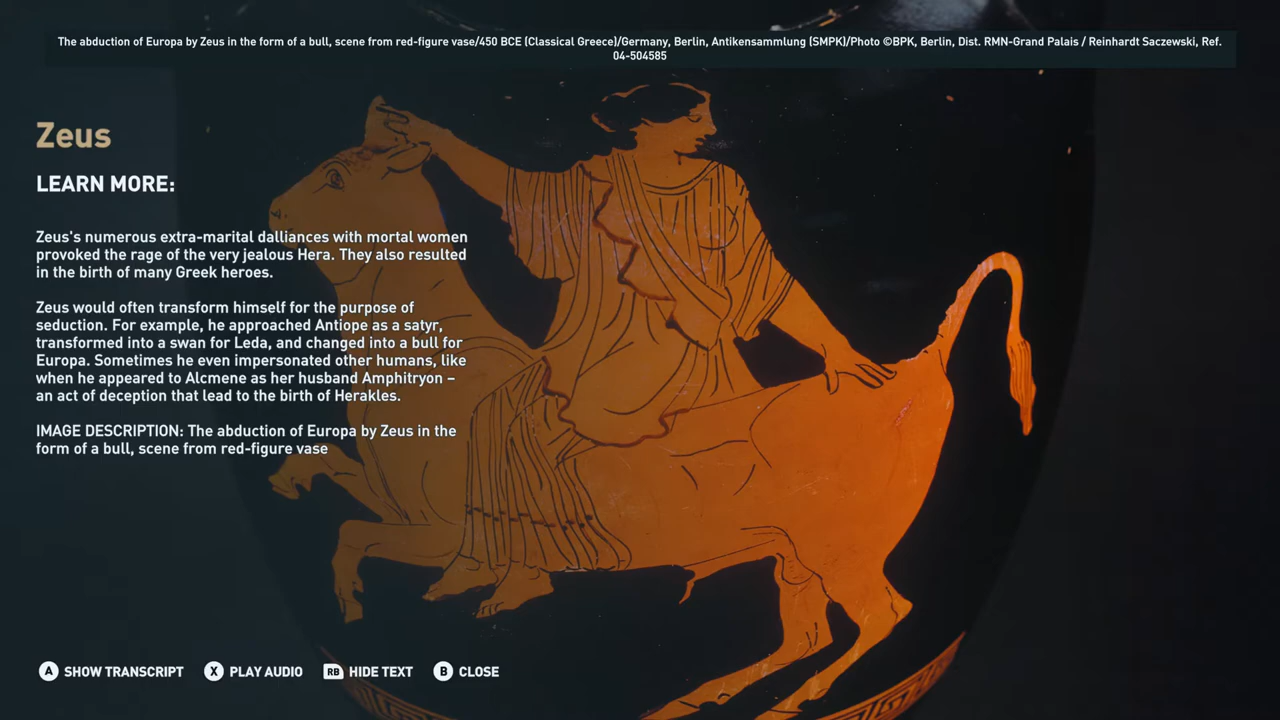 The abduction of Europa by Zeus in the form of a bull, scene from red-figure vase/450 BCE (Classical Greece)/Germany, Berlin, Antikensammlung (SMPK)/Photo ©BPK, Berlin, Dist. RMN-Grand Palais / Reinhardt Saczewski, Ref.
04-504585
Zeus
LEARN MORE:
Zeus's numerous extra-marital dalliances with mortal women
provoked the rage of the very jealous Hera. They also resulted
in the birth of many Greek heroes.
Zeus would often transform himself for the purpose of
seduction. For example, he approached Antiope as a satyr,
transformed into a swan for Leda, and changed into a bull for
Europa. Sometimes he even impersonated other humans, like
when he appeared to Alcmene as her husband Amphitryon –
an act of deception that lead to the birth of Herakles.
IMAGE DESCRIPTION: The abduction of Europa by Zeus in the
form of a bull, scene from red-figure vase
A SHOW TRANSCRIPT X PLAY AUDIO RB HIDE TEXT B CLOSE